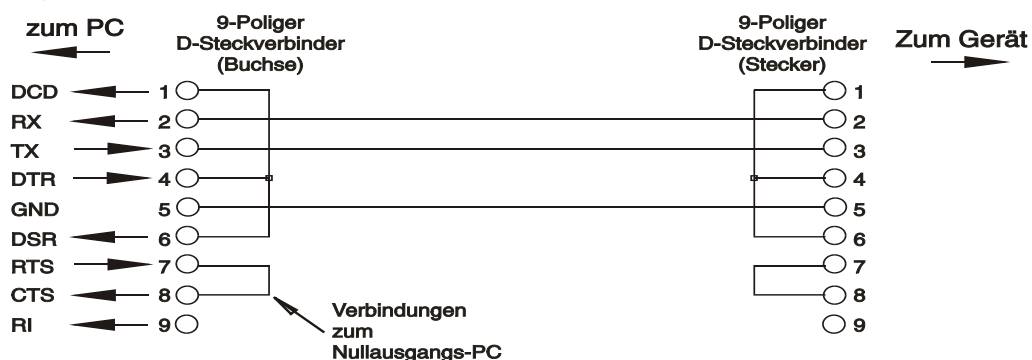 zum PC
9-Poliger
D-Steckverbinder
(Buchse)
9-Poliger
D-Steckverbinder
(Stecker)
Zum Gerät
DCD 1 1
RX 2 2
TX 3 3
DTR 4 4
GND 5 5
DSR 6 6
RTS 7 7
CTS 8 8
RI 9 9
Verbindungen
zum
Nullausgangs-PC